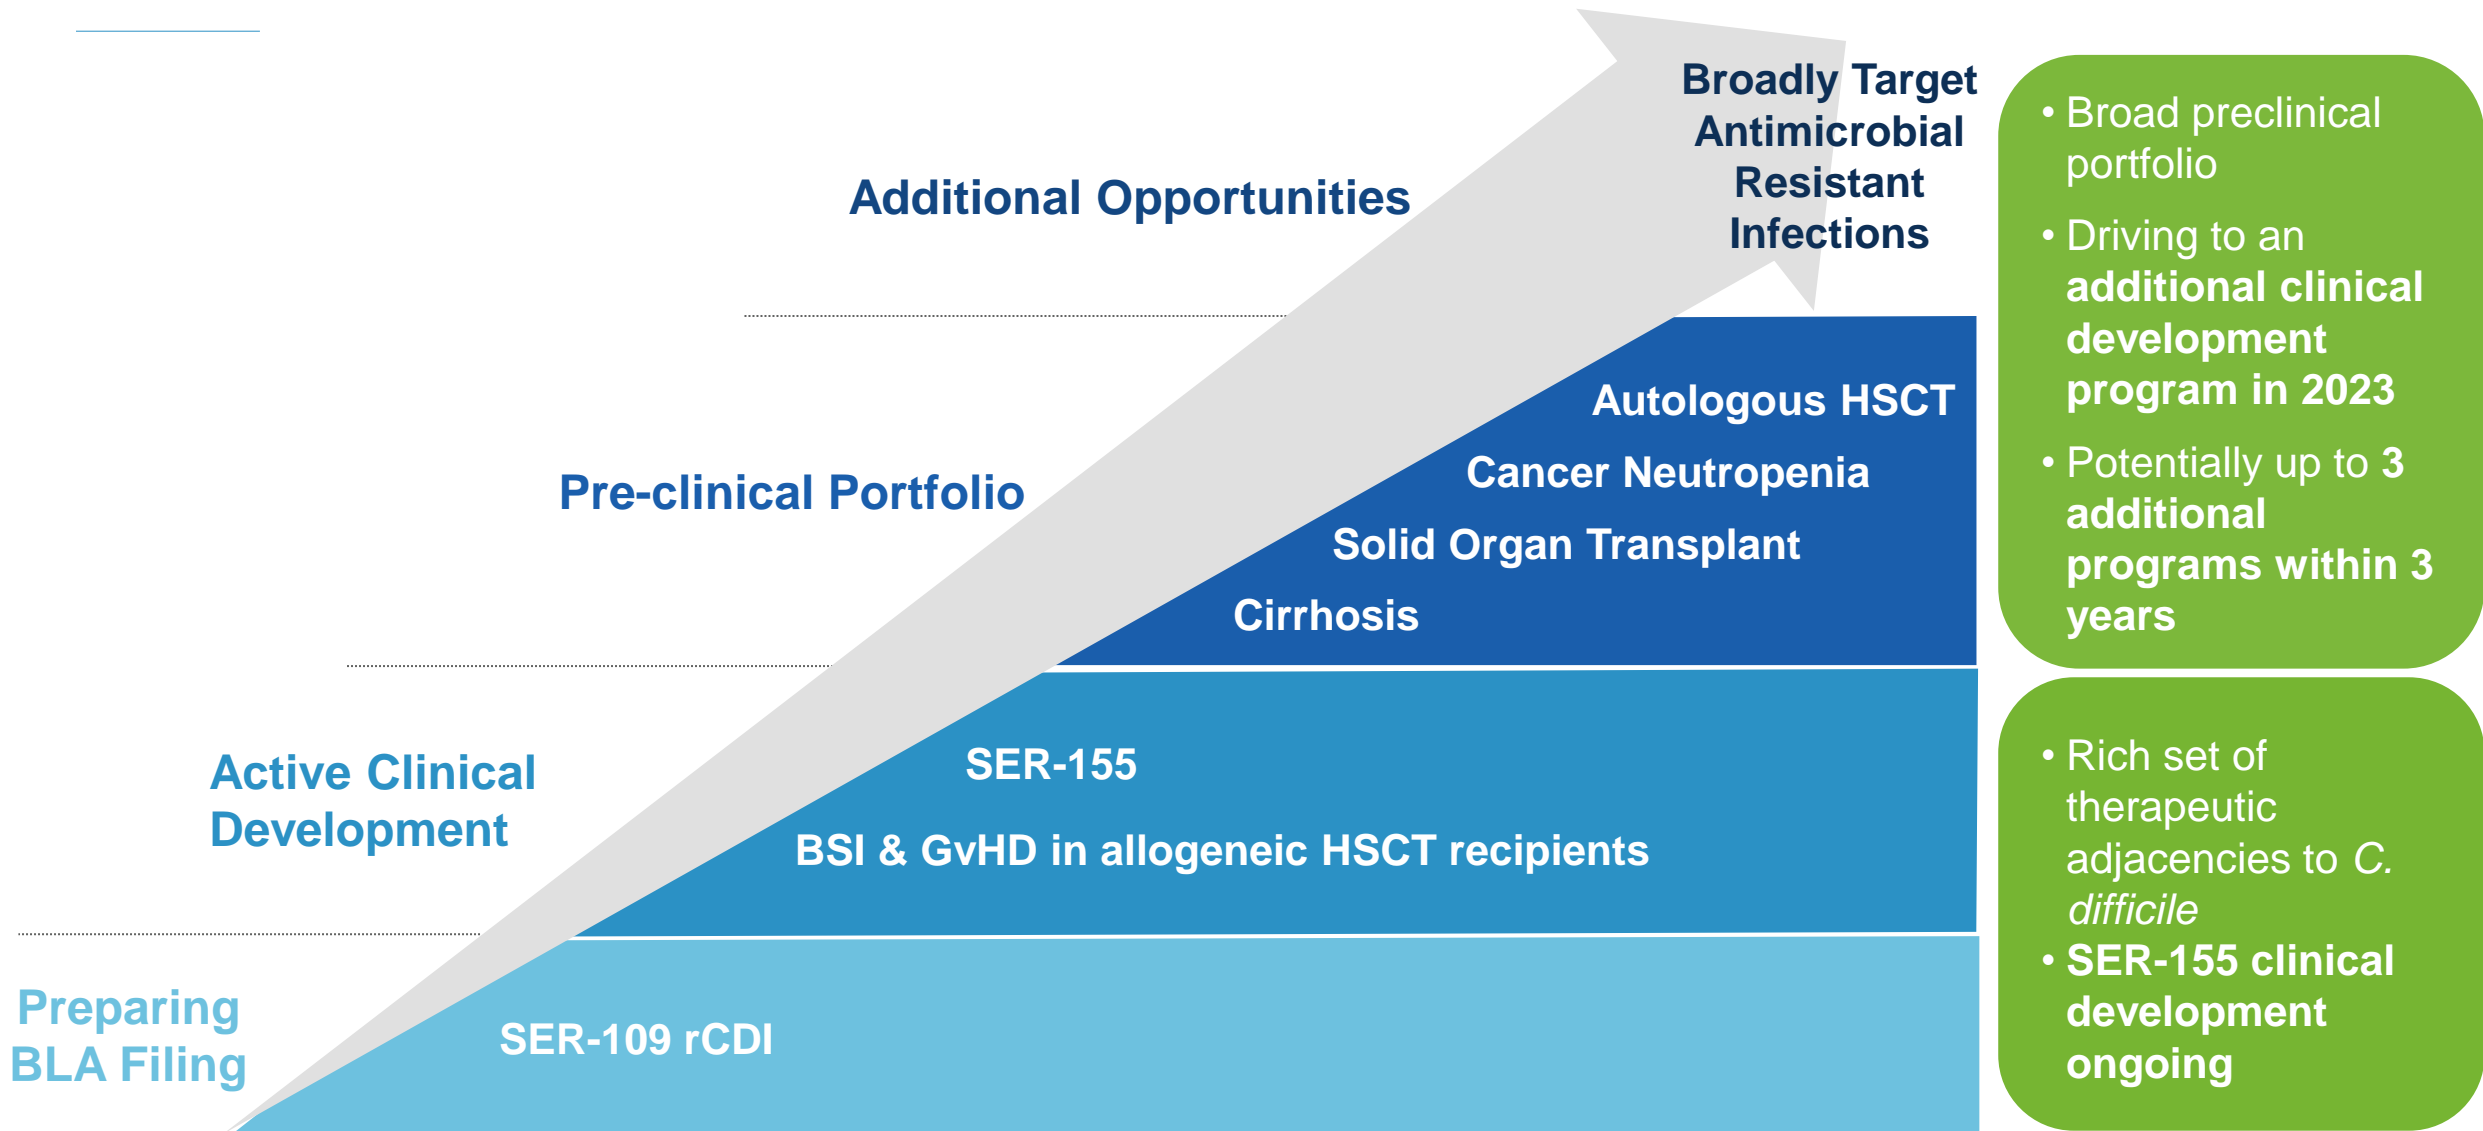 Broadly Target
Antimicrobial
Resistant
Infections
Additional Opportunities
Pre-clinical Portfolio
Autologous HSCT
Cancer Neutropenia
Solid Organ Transplant
Cirrhosis
Active Clinical
Development
SER-155
BSI & GvHD in allogeneic HSCT recipients
Preparing
BLA Filing
SER-109 rCDI
• Broad preclinical
portfolio
• Driving to an
additional clinical
development
program in 2023
• Potentially up to 3
additional
programs within 3
years
• Rich set of
therapeutic
adjacencies to C.
difficile
• SER-155 clinical
development
ongoing